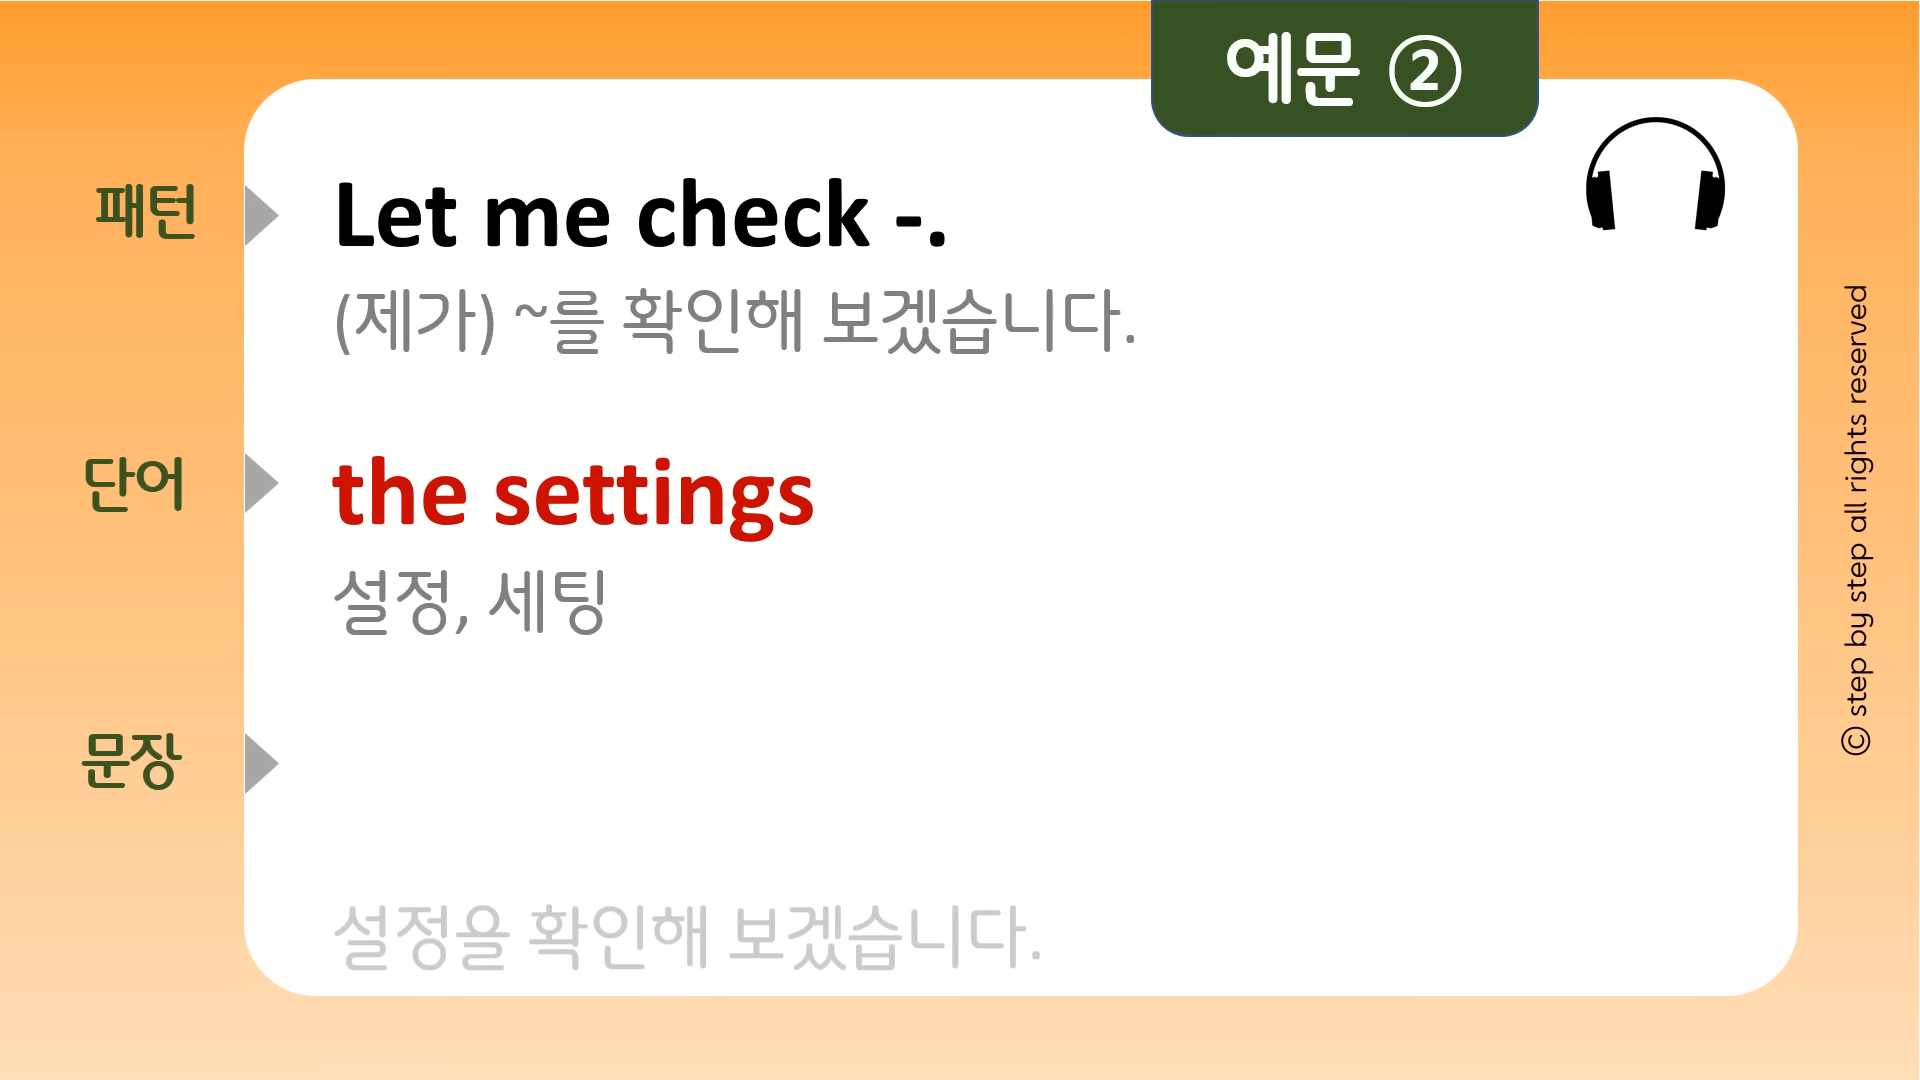 예문 ②
패턴
Let me check -.
(제가) ~를 확인해 보겠습니다.
단어
the settings
설정, 세팅
문장
설정을 확인해 보겠습니다.
© step by step all rights reserved